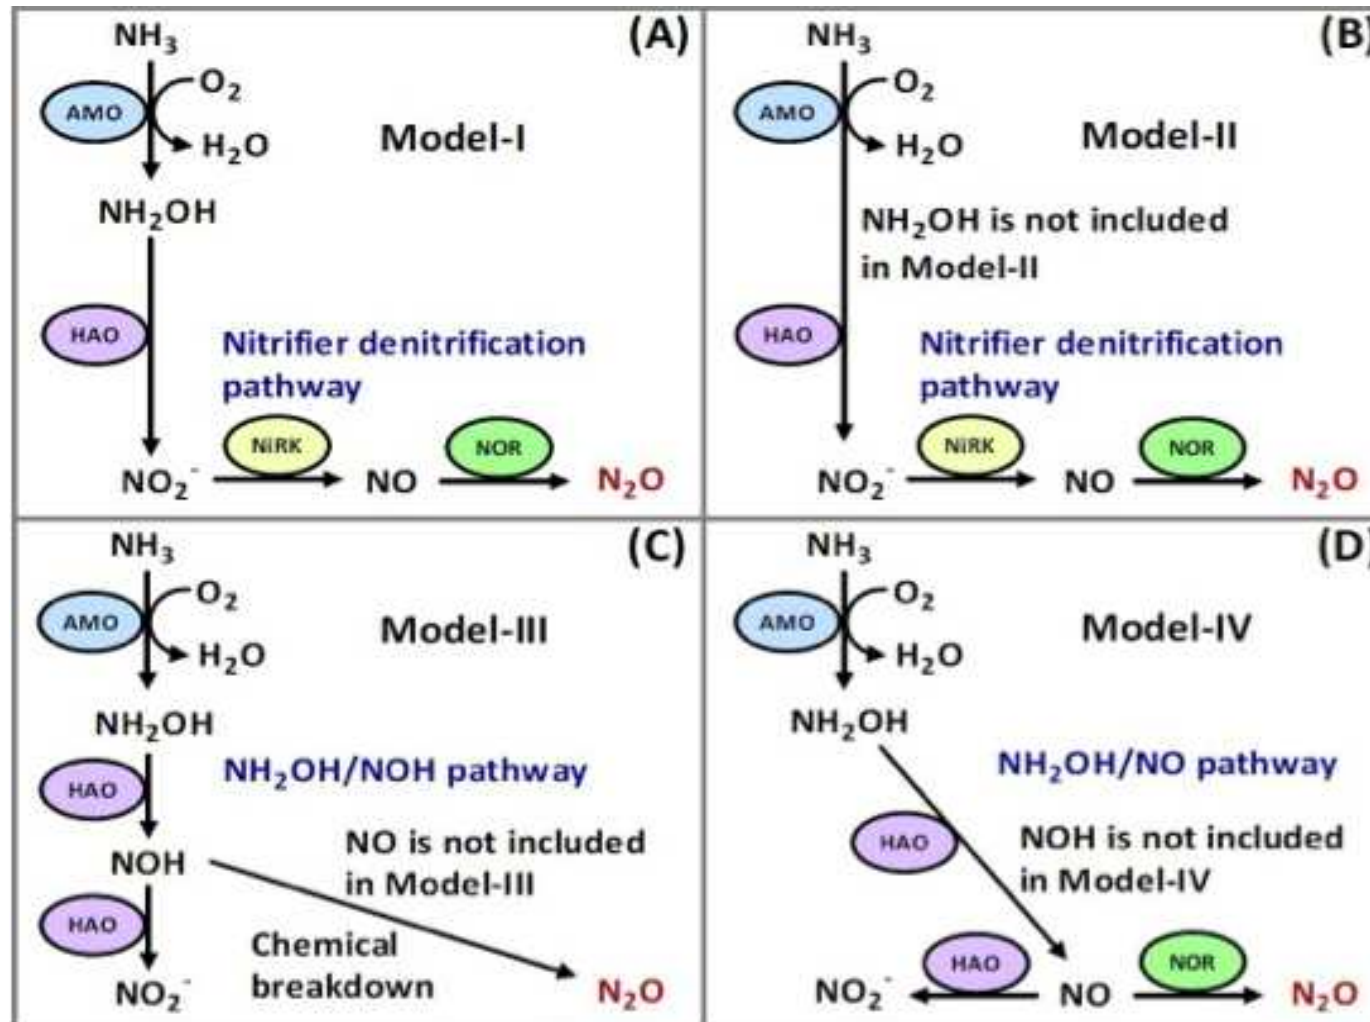 NH₃
(A)
O₂
AMO
H₂O
Model-I
NH₂OH
HAO
Nitrifier denitrification
pathway
NiRK
NOR
NO₂⁻
NO
N₂O
NH₃
(B)
O₂
AMO
H₂O
Model-II
NH₂OH is not included
in Model-II
HAO
Nitrifier denitrification
pathway
NiRK
NOR
NO₂⁻
NO
N₂O
NH₃
(C)
O₂
AMO
H₂O
Model-III
NH₂OH
HAO
NH₂OH/NOH pathway
NOH
NO is not included
in Model-III
HAO
Chemical
breakdown
NO₂⁻
N₂O
NH₃
(D)
O₂
AMO
H₂O
Model-IV
NH₂OH
NH₂OH/NO pathway
HAO
NOH is not included
in Model-IV
HAO
NOR
NO₂⁻
NO
N₂O